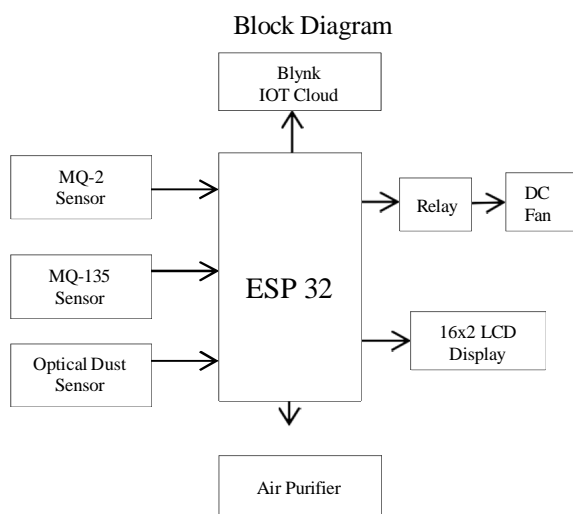 Block Diagram
Blynk
IOT Cloud
MQ-2
Sensor
MQ-135
Sensor
Optical Dust
Sensor
ESP 32
Relay
DC
Fan
16x2 LCD
Display
Air Purifier